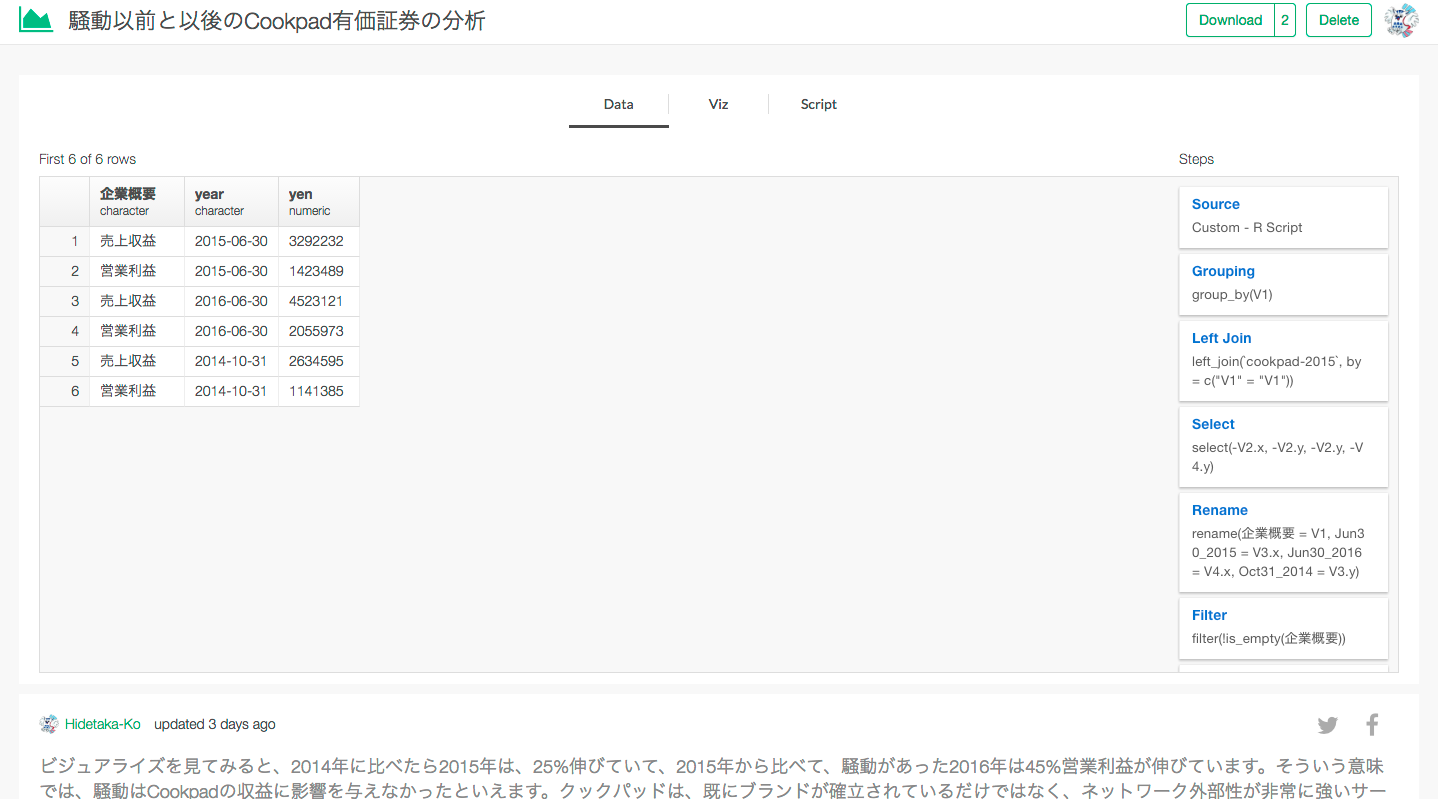 騒動以前と以後のCookpad有価証券の分析
Download 2
Delete
Data
Viz
Script
First 6 of 6 rows
企業概要 year yen
character character numeric
1 売上収益 2015-06-30 3292232
2 営業利益 2015-06-30 1423489
3 売上収益 2016-06-30 4523121
4 営業利益 2016-06-30 2055973
5 売上収益 2014-10-31 2634595
6 営業利益 2014-10-31 1141385
Steps
Source
Custom - R Script
Grouping
group_by(V1)
Left Join
left_join(`cookpad-2015`, by
= c("V1" = "V1"))
Select
select(-V2.x, -V2.y, -V2.y, -V
4.y)
Rename
rename(企業概要 = V1, Jun3
0_2015 = V3.x, Jun30_2016
= V4.x, Oct31_2014 = V3.y)
Filter
filter(!is_empty(企業概要))
Hidetaka-Ko updated 3 days ago
ビジュアライズを見てみると、2014年に比べたら2015年は、25%伸びていて、2015年から比べて、騒動があった2016年は45%営業利益が伸びています。そういう意味
では、騒動はCookpadの収益に影響を与えなかったといえます。クックパッドは、既にブランドが確立されているだけではなく、ネットワーク外部性が非常に強いサー